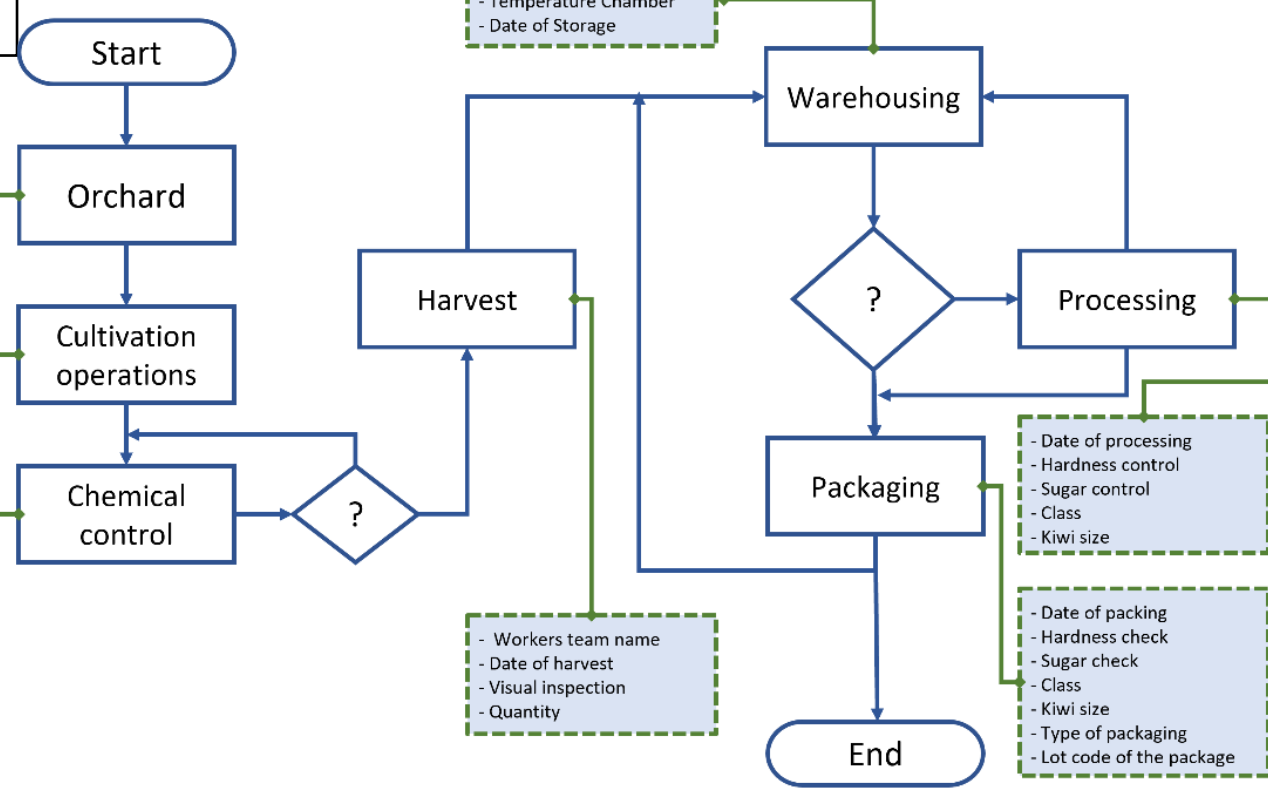 - Temperature Chamber
- Date of Storage
Start
Warehousing
Orchard
Harvest
?
Processing
Cultivation
operations
Chemical
control
?
Packaging
- Date of processing
- Hardness control
- Sugar control
- Class
- Kiwi size
- Workers team name
- Date of harvest
- Visual inspection
- Quantity
- Date of packing
- Hardness check
- Sugar check
- Class
- Kiwi size
- Type of packaging
- Lot code of the package
End